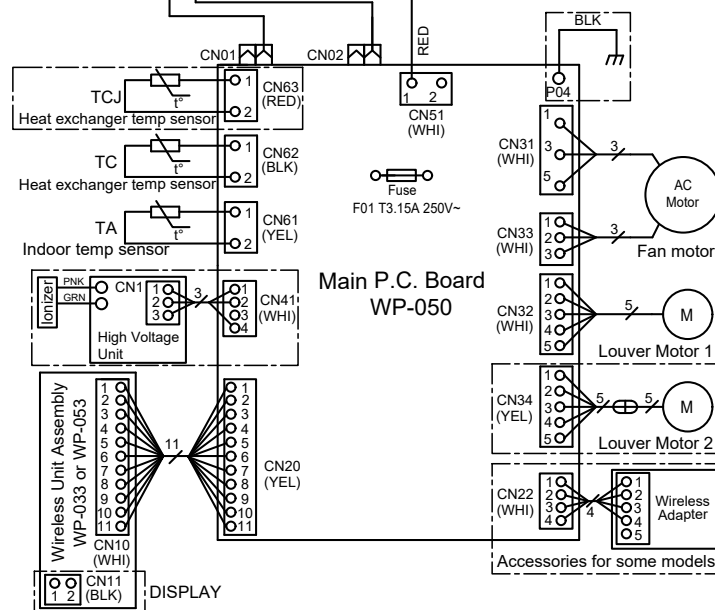 BLK
RED
CN01
CN02
P04
1
2
CN63
(RED)
TCJ
t°
Heat exchanger temp sensor
1 2
CN51
(WHI)
1
3
5
CN31
(WHI)
3
AC
Motor
1
2
CN62
(BLK)
TC
t°
Heat exchanger temp sensor
Fuse
F01 T3.15A 250V~
1
2
CN61
(YEL)
TA
t°
Indoor temp sensor
1
2
3
CN33
(WHI)
3
Fan motor
Main P.C. Board
WP-050
Ionizer
PNK
GRN
CN1
1
2
3
3
High Voltage
Unit
1
2
3
4
CN41
(WHI)
1
2
3
4
5
CN32
(WHI)
5
M
Louver Motor 1
1
2
3
4
5
CN34
(YEL)
5
5
M
Louver Motor 2
Wireless Unit Assembly
WP-033 or WP-053
1
2
3
4
5
6
7
8
9
10
11
CN10
(WHI)
11
1
2
3
4
5
6
7
8
9
10
11
CN20
(YEL)
1
2
3
4
CN22
(WHI)
4
1
2
3
4
5
Wireless
Adapter
Accessories for some models
1 2
CN11
(BLK)
DISPLAY